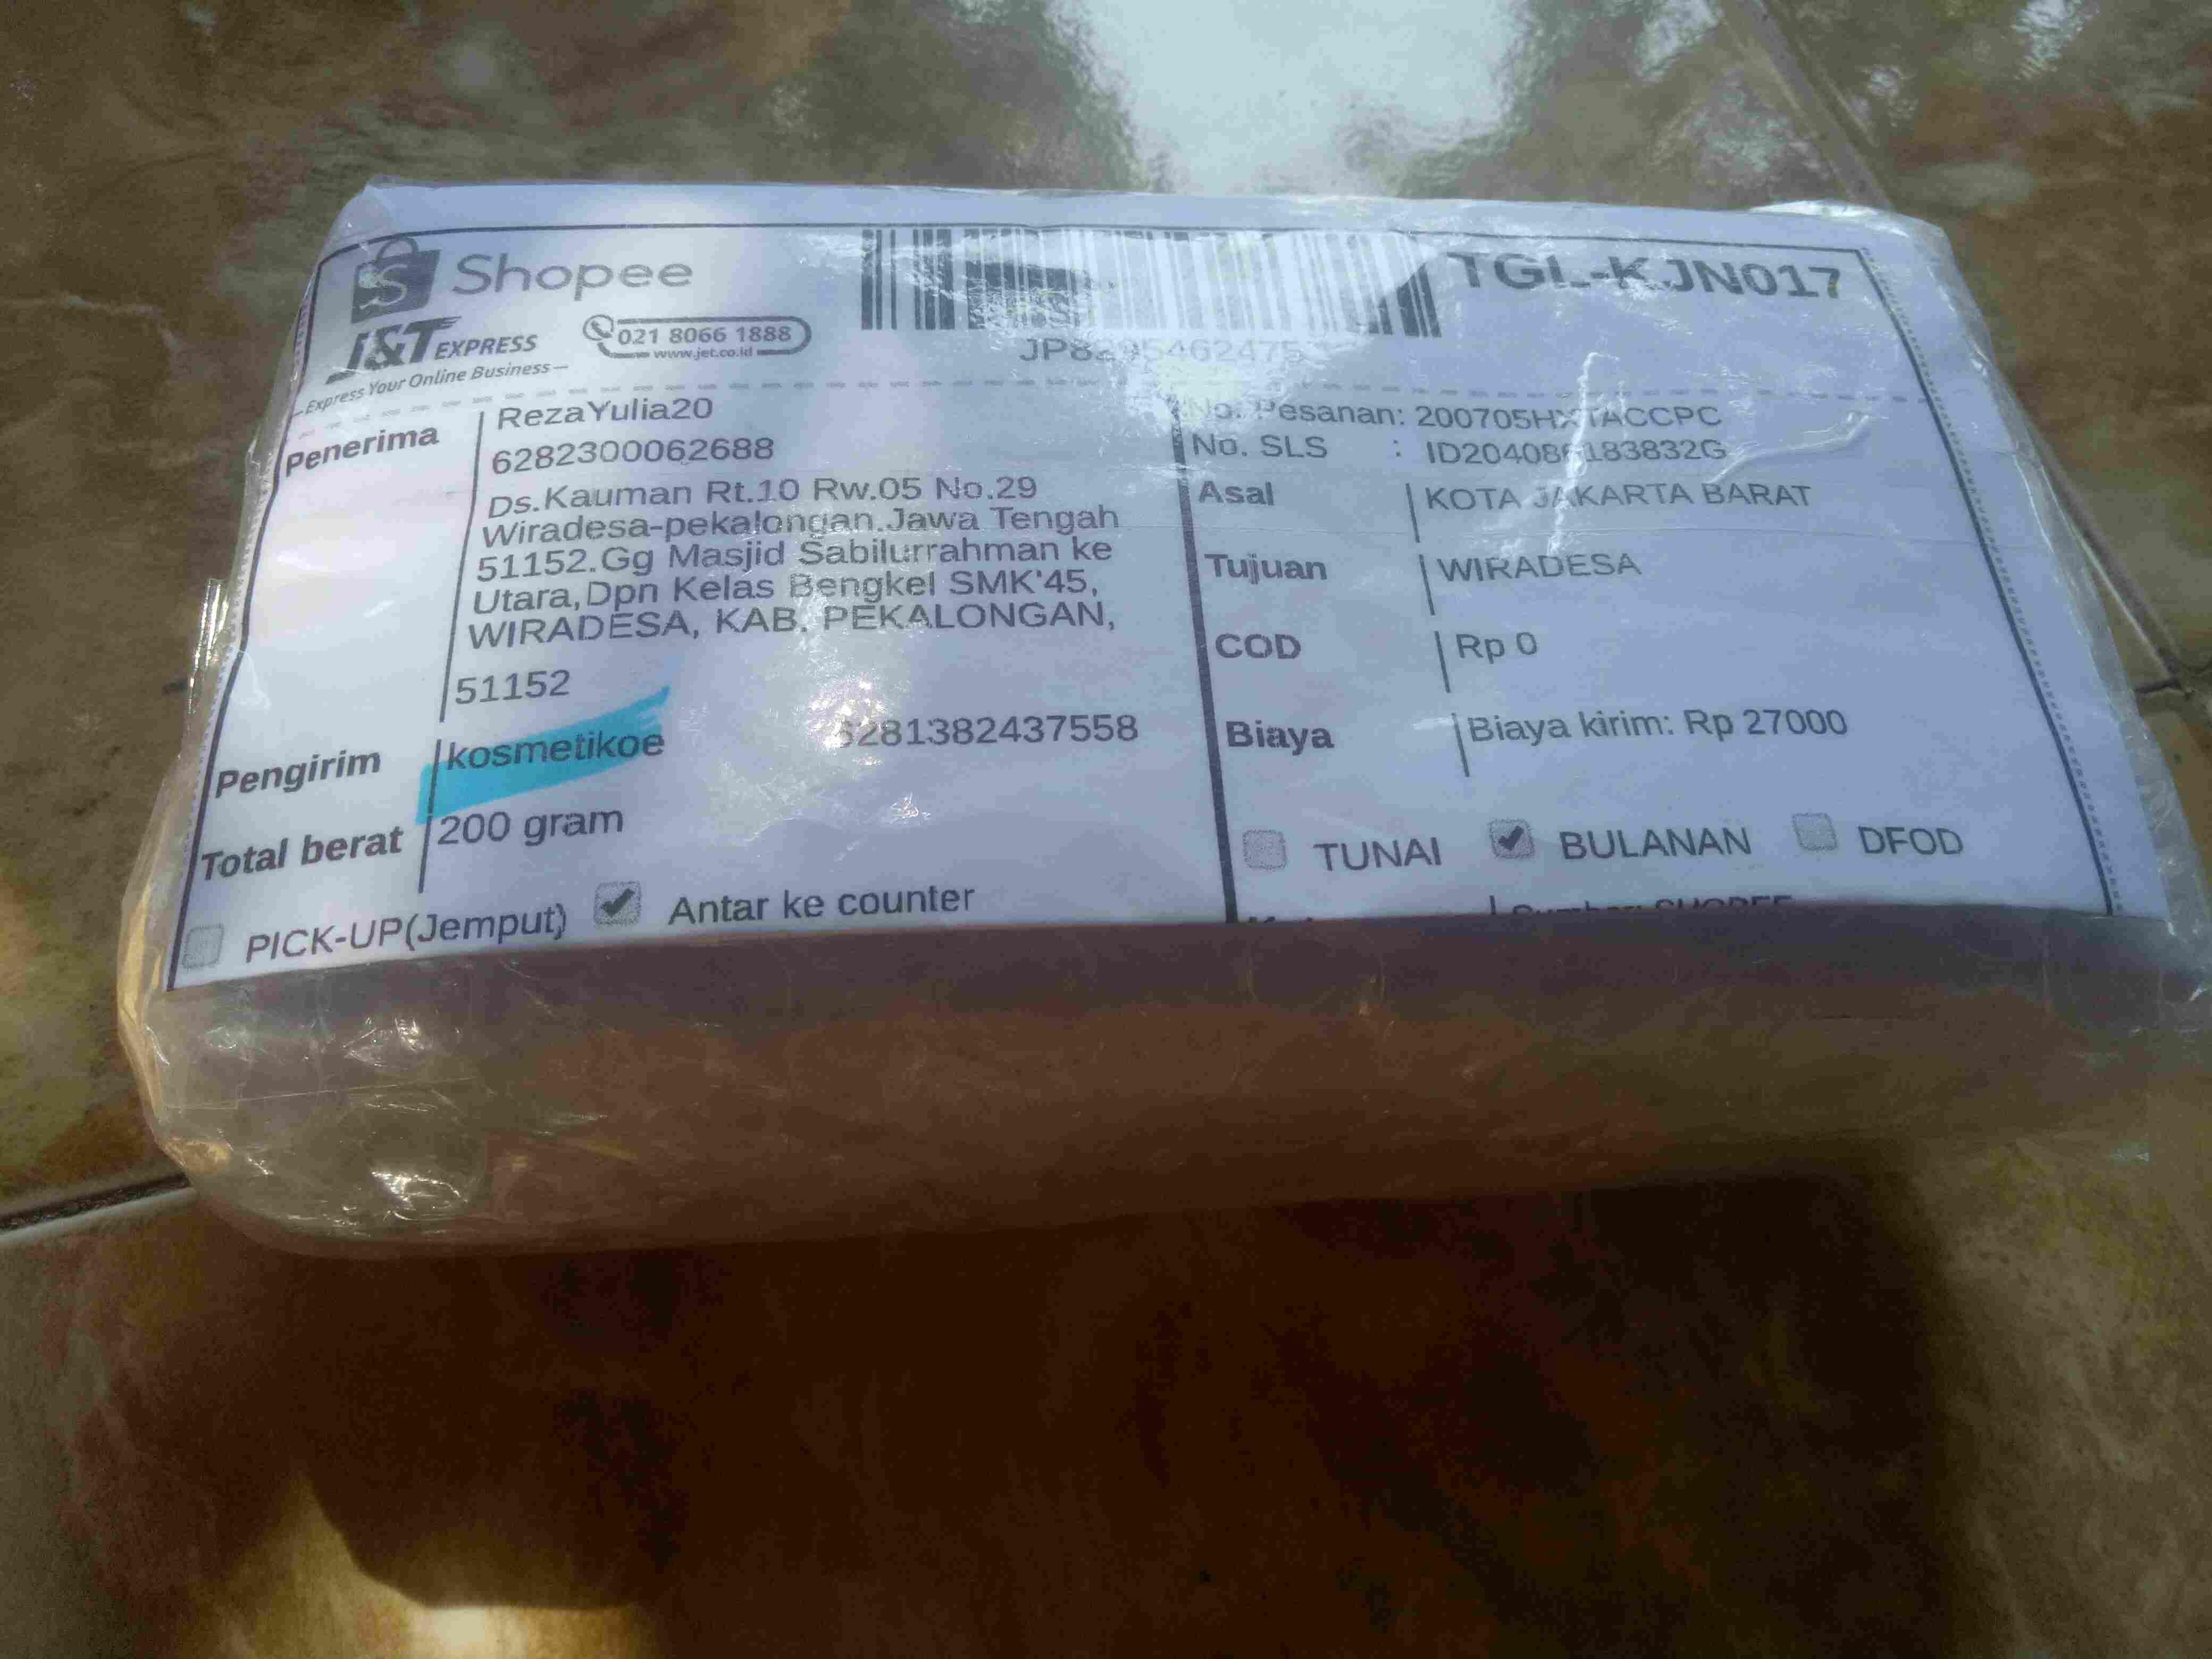 Shopee
J&T EXPRESS
021 8066 1888
www.jet.co.id
Express Your Online Business
TGL-KJN017
Penerima
RezaYulia20
6282300062688
Ds.Kauman Rt.10 Rw.05 No.29
Wiradesa-pekalongan.Jawa Tengah
51152.Gg Masjid Sabilurrahman ke
Utara,Dpn Kelas Bengkel SMK'45,
WIRADESA, KAB. PEKALONGAN,
51152
Pengirim kosmetikoe 6281382437558
Total berat 200 gram
PICK-UP(Jemput) Antar ke counter
No. Pesanan:
No. SLS :
Asal KOTA JAKARTA BARAT
Tujuan WIRADESA
COD Rp 0
Biaya Biaya kirim: Rp 27000
TUNAI BULANAN DFOD